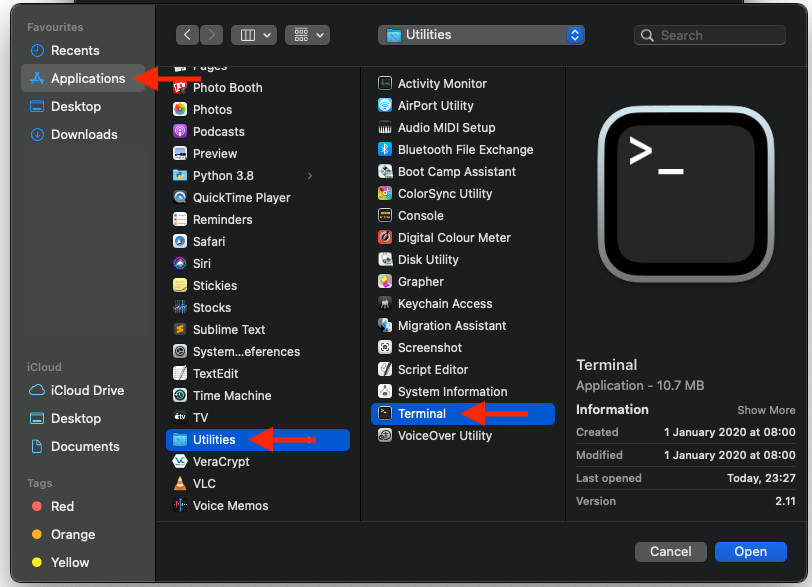 Favourites
Recents
Applications
Desktop
Downloads
iCloud
iCloud Drive
Desktop
Documents
Tags
Red
Orange
Yellow
Utilities
Search
Pages
Photo Booth
Photos
Podcasts
Preview
Python 3.8
QuickTime Player
Reminders
Safari
Siri
Stickies
Stocks
Sublime Text
System...eferences
TextEdit
Time Machine
TV
Utilities
VeraCrypt
VLC
Voice Memos
Activity Monitor
AirPort Utility
Audio MIDI Setup
Bluetooth File Exchange
Boot Camp Assistant
ColorSync Utility
Console
Digital Colour Meter
Disk Utility
Grapher
Keychain Access
Migration Assistant
Screenshot
Script Editor
System Information
Terminal
VoiceOver Utility
>_
Terminal
Application - 10.7 MB
Information Show More
Created 1 January 2020 at 08:00
Modified 1 January 2020 at 08:00
Last opened Today, 23:27
Version 2.11
Cancel Open